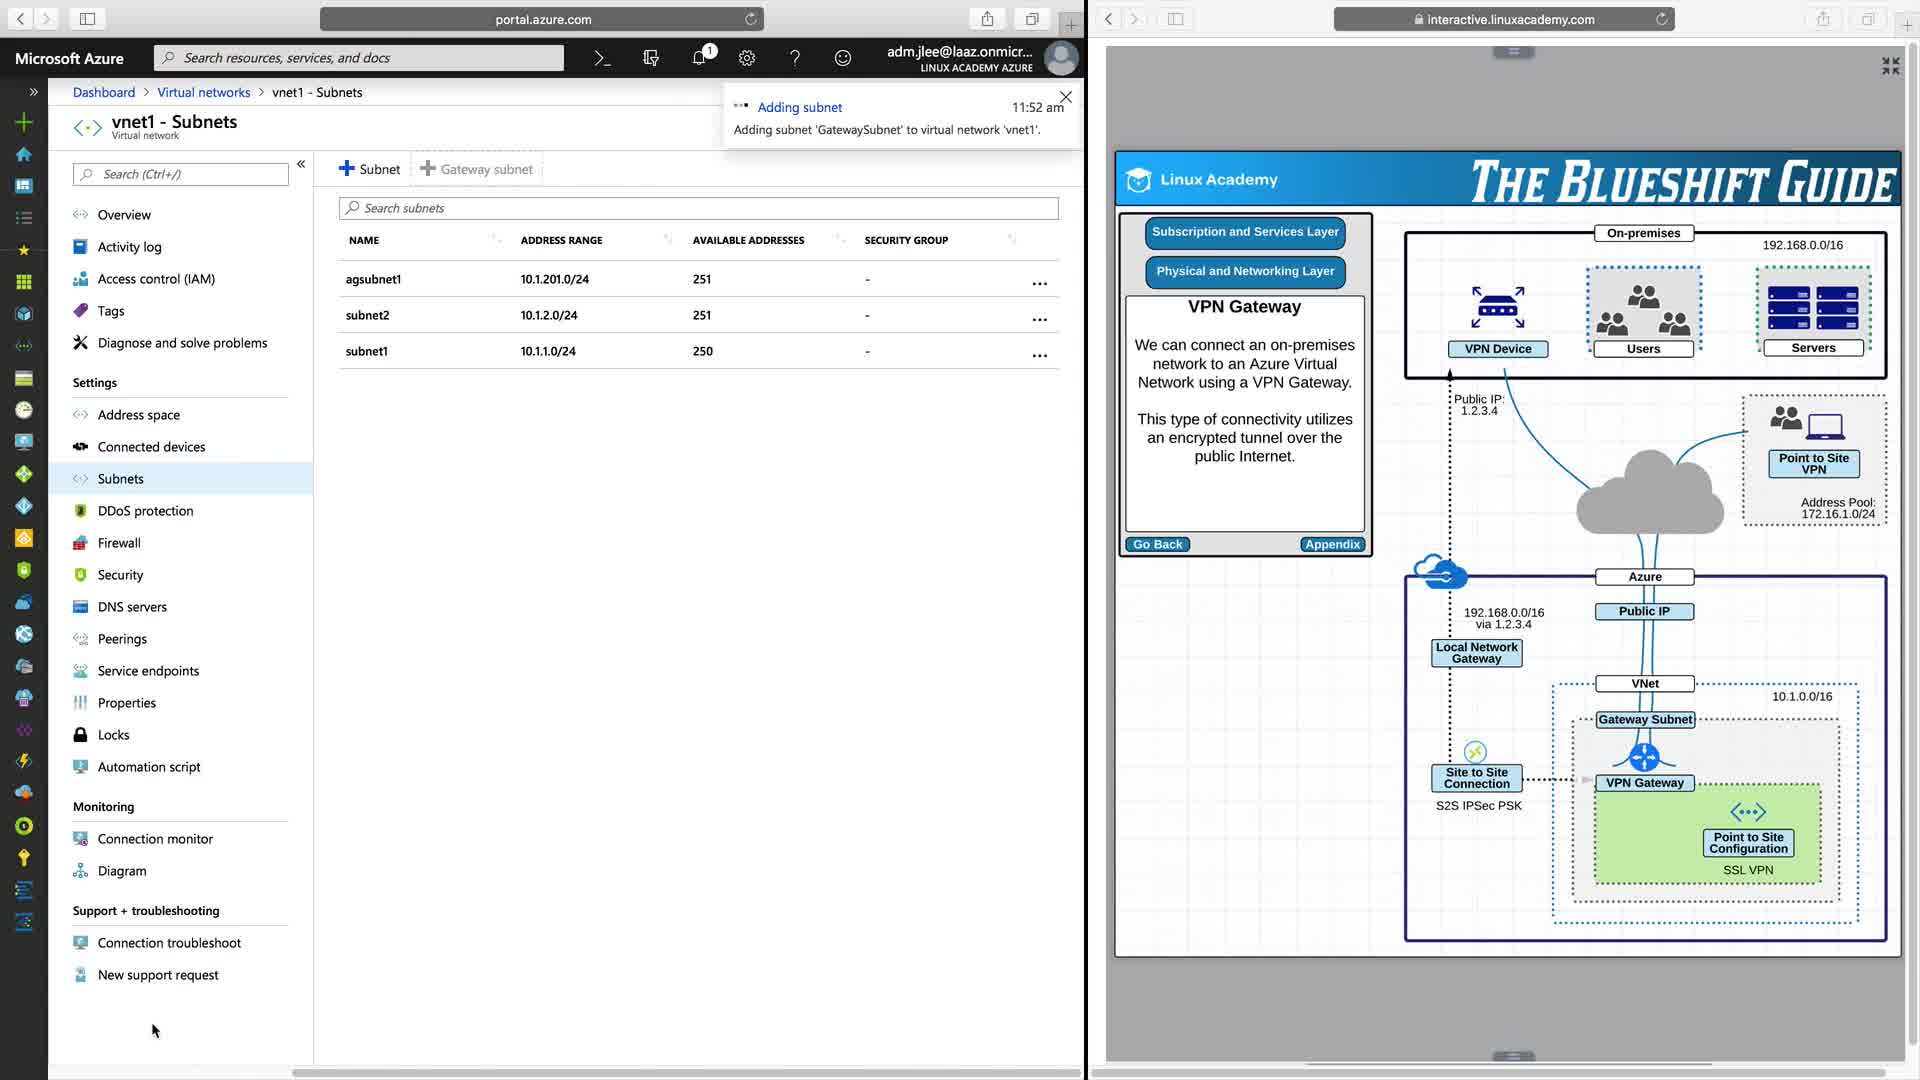 portal.azure.com
Microsoft Azure
Search resources, services, and docs
1
adm.jlee@laaz.onmicr...
LINUX ACADEMY AZURE
Dashboard > Virtual networks > vnet1 - Subnets
vnet1 - Subnets
Virtual network
Adding subnet
11:52 am
Adding subnet 'GatewaySubnet' to virtual network 'vnet1'.
Search (Ctrl+/)
Overview
Activity log
Access control (IAM)
Tags
Diagnose and solve problems
Settings
Address space
Connected devices
Subnets
DDoS protection
Firewall
Security
DNS servers
Peerings
Service endpoints
Properties
Locks
Automation script
Monitoring
Connection monitor
Diagram
Support + troubleshooting
Connection troubleshoot
New support request
Subnet
Gateway subnet
Search subnets
NAME ADDRESS RANGE AVAILABLE ADDRESSES SECURITY GROUP
agsubnet1 10.1.201.0/24 251 - ...
subnet2 10.1.2.0/24 251 - ...
subnet1 10.1.1.0/24 250 - ...
interactive.linuxacademy.com
Linux Academy
THE BLUESHIFT GUIDE
Subscription and Services Layer
Physical and Networking Layer
VPN Gateway
We can connect an on-premises
network to an Azure Virtual
Network using a VPN Gateway.
This type of connectivity utilizes
an encrypted tunnel over the
public Internet.
Go Back
Appendix
On-premises
192.168.0.0/16
VPN Device
Users
Servers
Public IP:
1.2.3.4
Point to Site
VPN
Address Pool:
172.16.1.0/24
Azure
Public IP
192.168.0.0/16
via 1.2.3.4
Local Network
Gateway
VNet
10.1.0.0/16
Gateway Subnet
Site to Site
Connection
S2S IPSec PSK
VPN Gateway
Point to Site
Configuration
SSL VPN